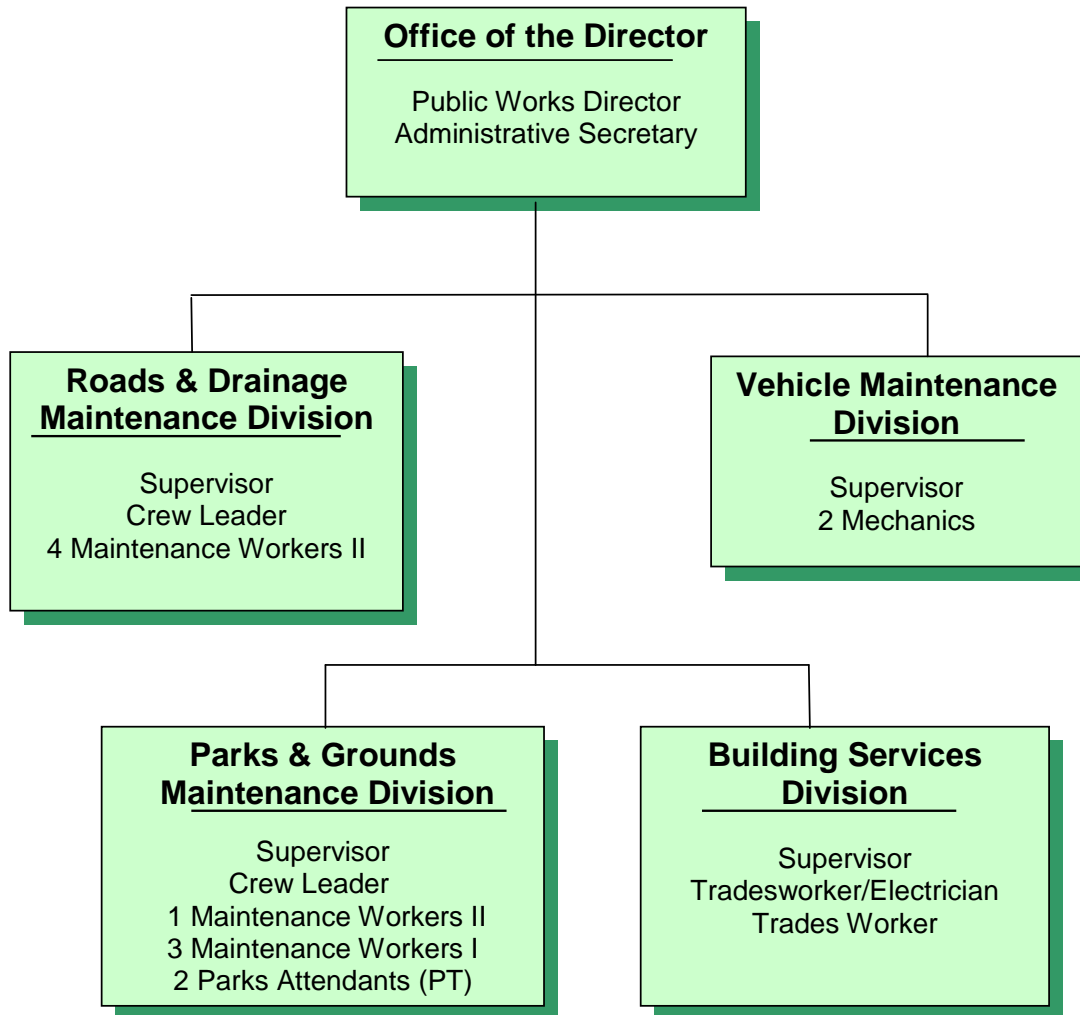 Office of the Director
Public Works Director
Administrative Secretary
Roads & Drainage
Maintenance Division
Supervisor
Crew Leader
4 Maintenance Workers II
Vehicle Maintenance
Division
Supervisor
2 Mechanics
Parks & Grounds
Maintenance Division
Supervisor
Crew Leader
1 Maintenance Workers II
3 Maintenance Workers I
2 Parks Attendants (PT)
Building Services
Division
Supervisor
Tradesworker/Electrician
Trades Worker